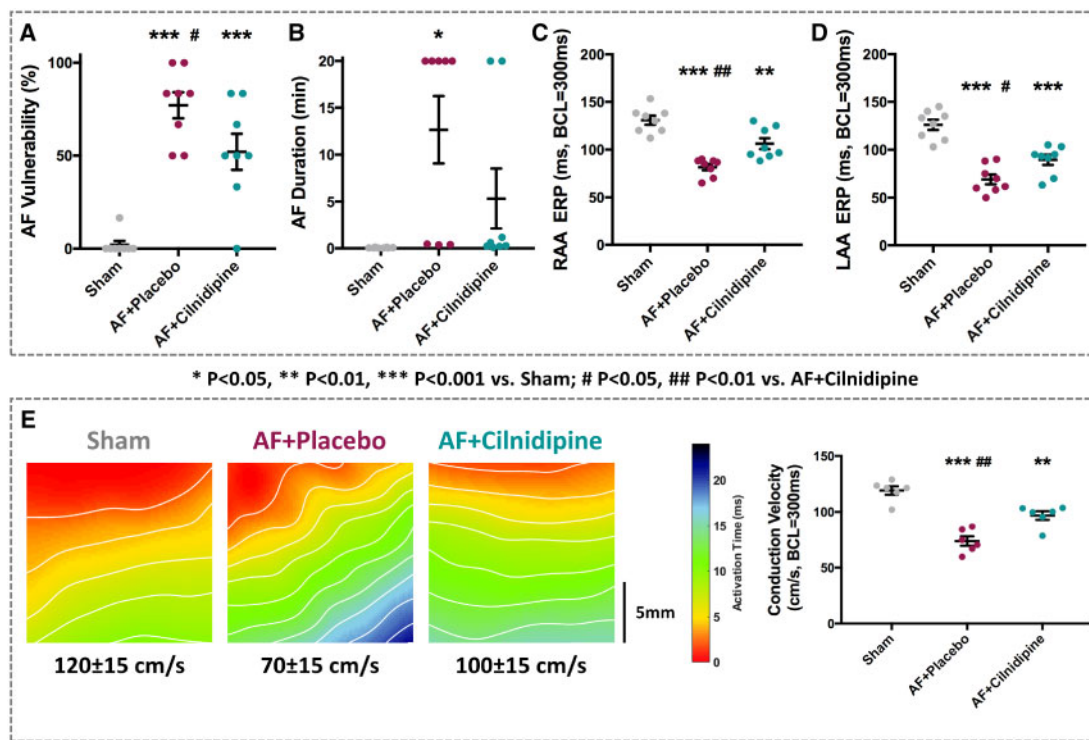 A
*** # ***
100
50
0
AF Vulnerability (%)
Sham
AF+Placebo
AF+Cilnidipine
B
*
20
15
10
5
0
AF Duration (min)
Sham
AF+Placebo
AF+Cilnidipine
C
*** ## **
200
150
100
50
0
RAA ERP (ms, BCL=300ms)
Sham
AF+Placebo
AF+Cilnidipine
D
*** # ***
200
150
100
50
0
LAA ERP (ms, BCL=300ms)
Sham
AF+Placebo
AF+Cilnidipine
* P<0.05, ** P<0.01, *** P<0.001 vs. Sham; # P<0.05, ## P<0.01 vs. AF+Cilnidipine
E
Sham
AF+Placebo
AF+Cilnidipine
120±15 cm/s
70±15 cm/s
100±15 cm/s
5mm
20
15
10
5
0
Activation Time (ms)
*** ## **
150
100
50
0
Conduction Velocity
(cm/s, BCL=300ms)
Sham
AF+Placebo
AF+Cilnidipine